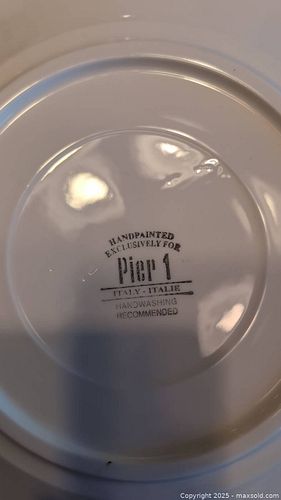 HANDPAINTED
EXCLUSIVELY FOR
Pier 1
ITALY - ITALIE
HANDWASHING
RECOMMENDED
Copyright © 2025 - maxsold.com